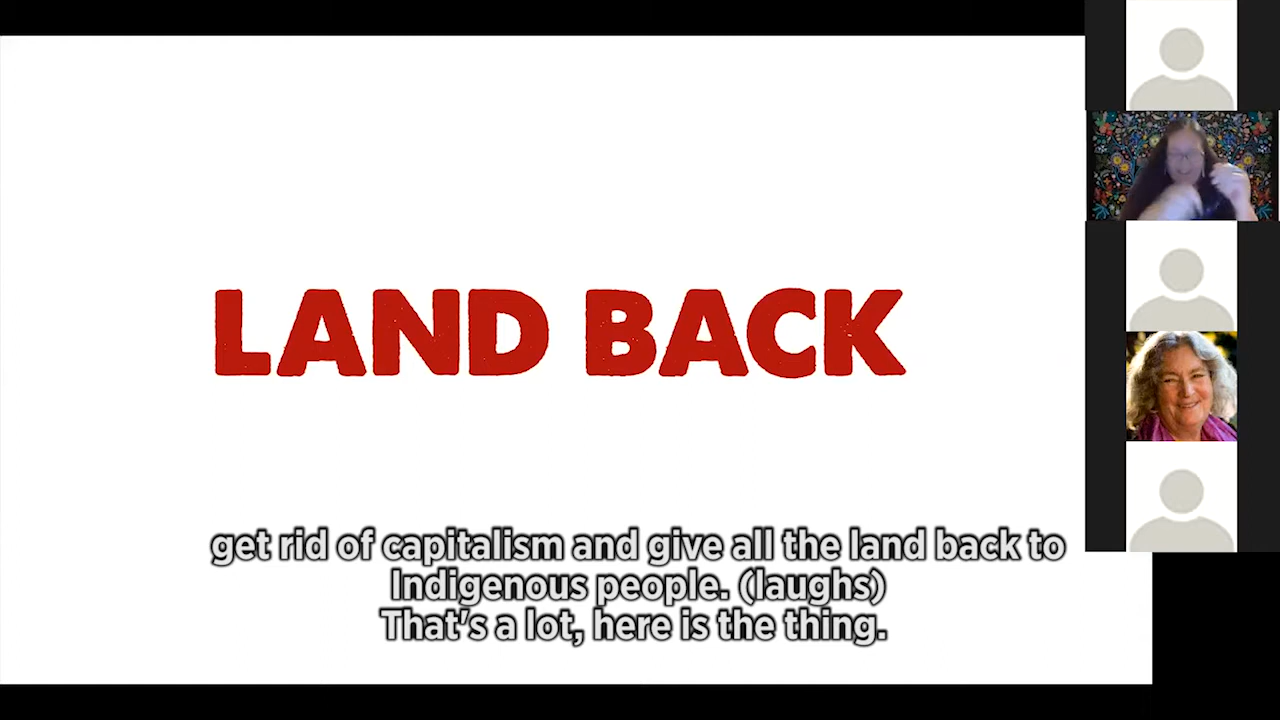 LAND BACK
get rid of capitalism and give all the land back to
Indigenous people. (laughs)
That's a lot, here is the thing.